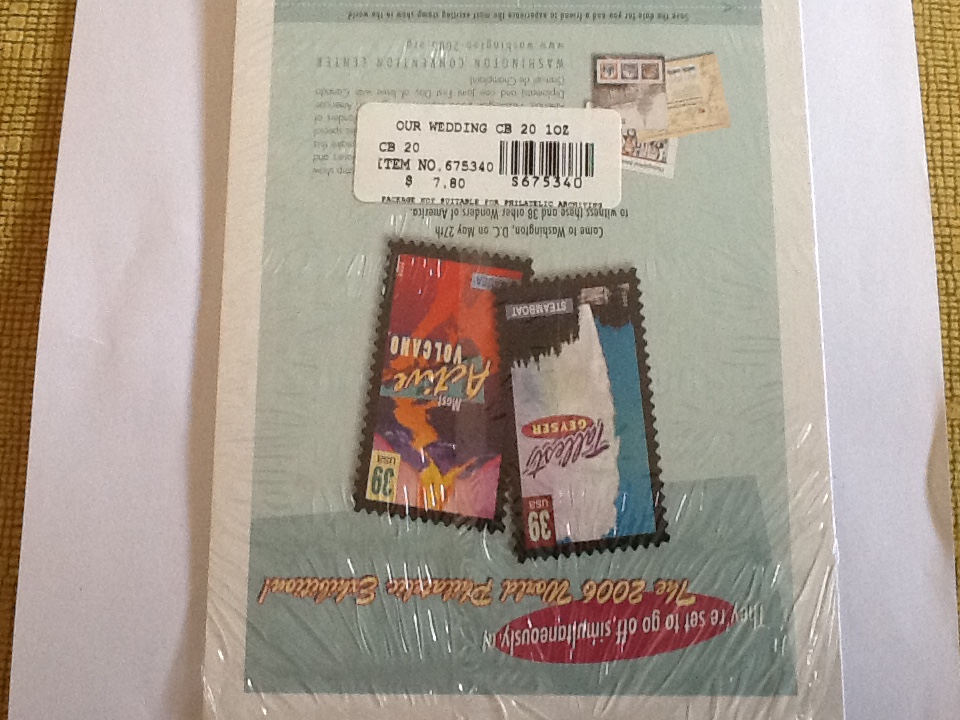 OUR WEDDING CB 20 1OZ
CB 20
ITEM NO. 675340
$ 7.80
S675340
PACKAGE NOT SUITABLE FOR PHILATELIC ARCHIVING
They're set to go off, simultaneously, at
The 2006 World Philatelic Exhibition!
39
USA
Tallest
GEYSER
STEAMBOAT
39
USA
Most
Active
VOLCANO
Come to Washington, D.C. on May 27th
to witness these and 38 other Wonders of America.
(Samuel de Champlain)
WASHINGTON CONVENTION CENTER
www.washington-2006.org
Save the date for you and a friend to experience the most exciting stamp show in the world